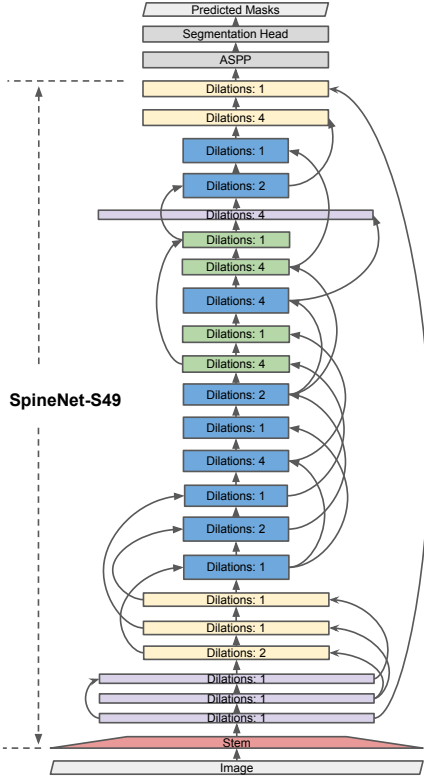 Predicted Masks
Segmentation Head
ASPP
Dilations: 1
Dilations: 4
Dilations: 1
Dilations: 2
Dilations: 4
Dilations: 1
Dilations: 4
Dilations: 4
Dilations: 1
Dilations: 4
Dilations: 2
SpineNet-S49
Dilations: 1
Dilations: 4
Dilations: 1
Dilations: 2
Dilations: 1
Dilations: 1
Dilations: 1
Dilations: 2
Dilations: 1
Dilations: 1
Dilations: 1
Stem
Image